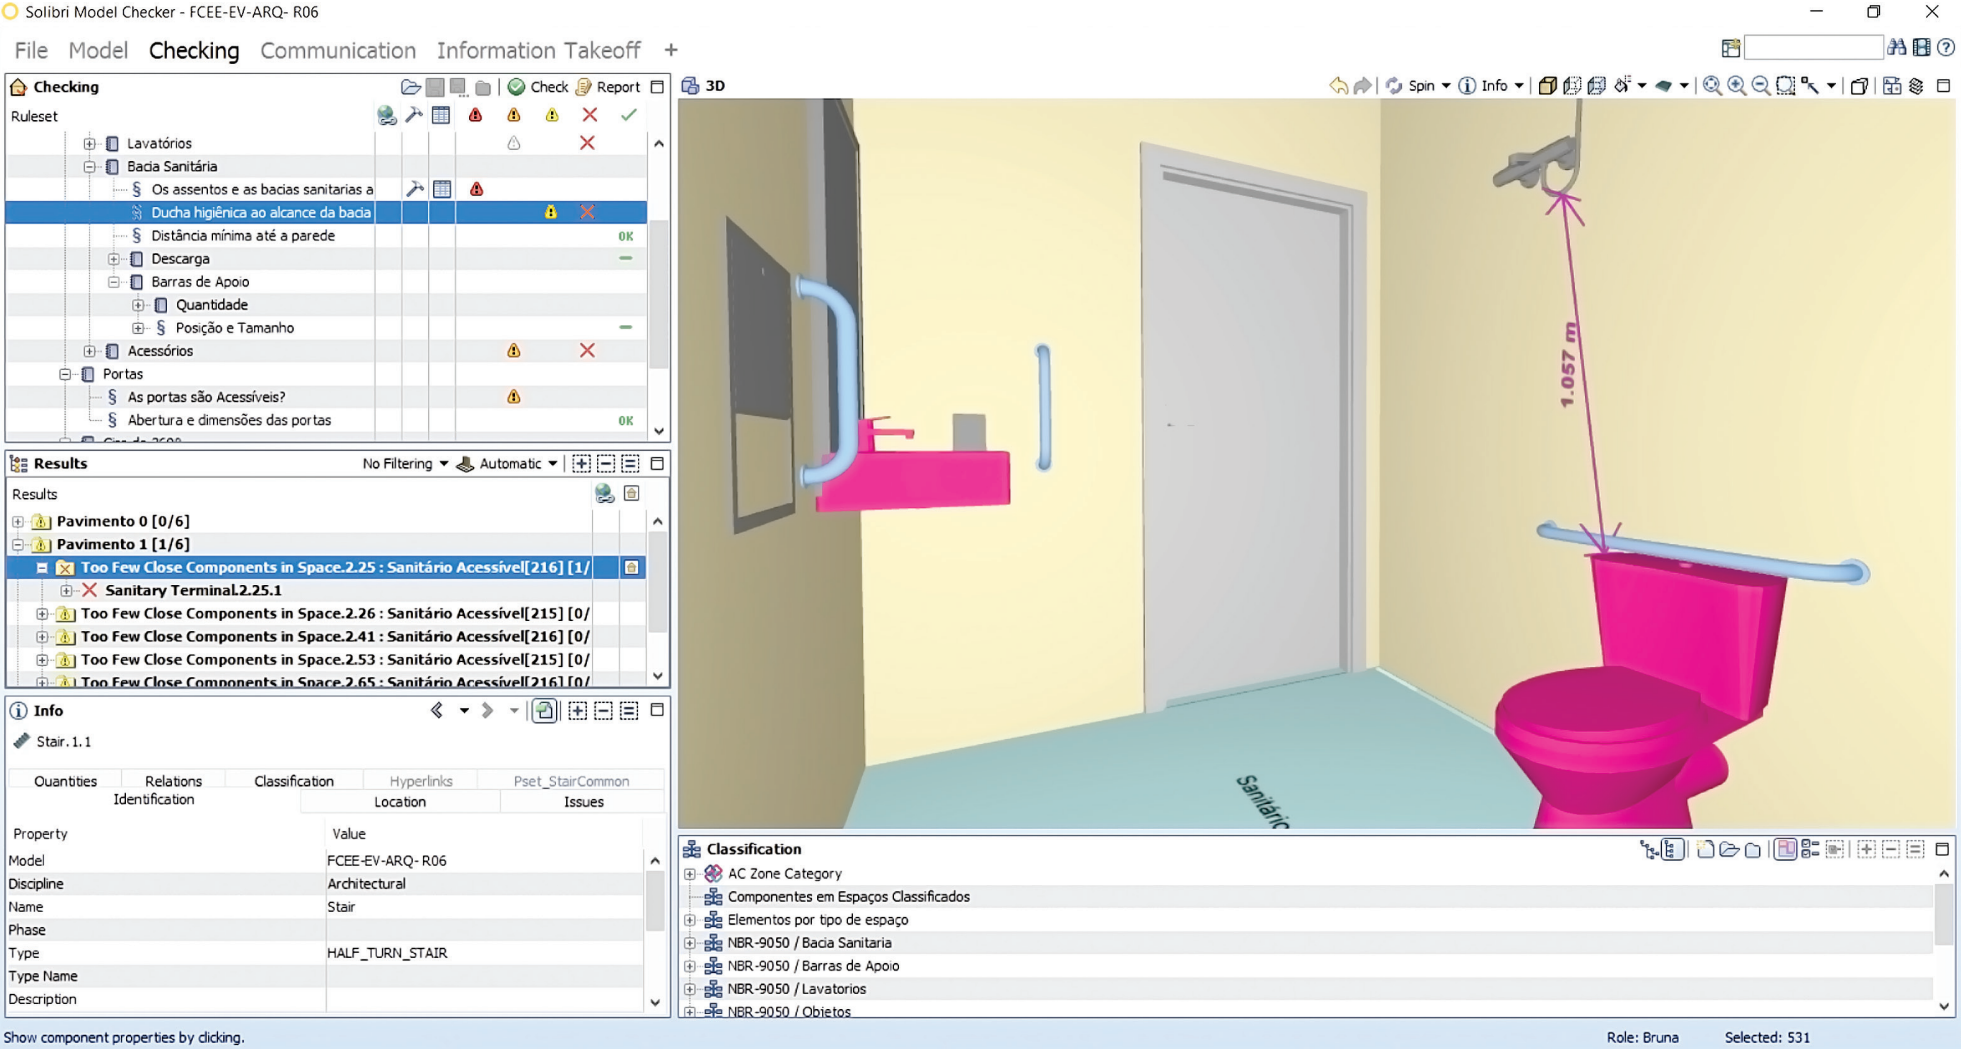 Solibri Model Checker - FCEE-EV-ARQ- R06
File Model Checking Communication Information Takeoff +
Checking
Check Report
Ruleset
Lavatórios
Bacia Sanitária
§ Os assentos e as bacias sanitarias a
§ Ducha higiênica ao alcance da bacia
§ Distância mínima até a parede OK
Descarga
Barras de Apoio
Quantidade
§ Posição e Tamanho
Acessórios
Portas
§ As portas são Acessíveis?
§ Abertura e dimensões das portas OK
Results
No Filtering Automatic
Results
Pavimento 0 [0/6]
Pavimento 1 [1/6]
Too Few Close Components in Space.2.25 : Sanitário Acessível[216] [1/
Sanitary Terminal.2.25.1
Too Few Close Components in Space.2.26 : Sanitário Acessível[215] [0/
Too Few Close Components in Space.2.41 : Sanitário Acessível[216] [0/
Too Few Close Components in Space.2.53 : Sanitário Acessível[215] [0/
Too Few Close Components in Space.2.65 : Sanitário Acessível[216] [0/
Info
Stair.1.1
Quantities Relations Classification Hyperlinks Pset_StairCommon
Identification Location Issues
Property Value
Model FCEE-EV-ARQ- R06
Discipline Architectural
Name Stair
Phase
Type HALF_TURN_STAIR
Type Name
Description
3D
Spin Info
1.057 m
Sanitário
Classification
AC Zone Category
Componentes em Espaços Classificados
Elementos por tipo de espaço
NBR-9050 / Bacia Sanitaria
NBR-9050 / Barras de Apoio
NBR-9050 / Lavatorios
NBR-9050 / Objetos
Show component properties by clicking.
Role: Bruna Selected: 531